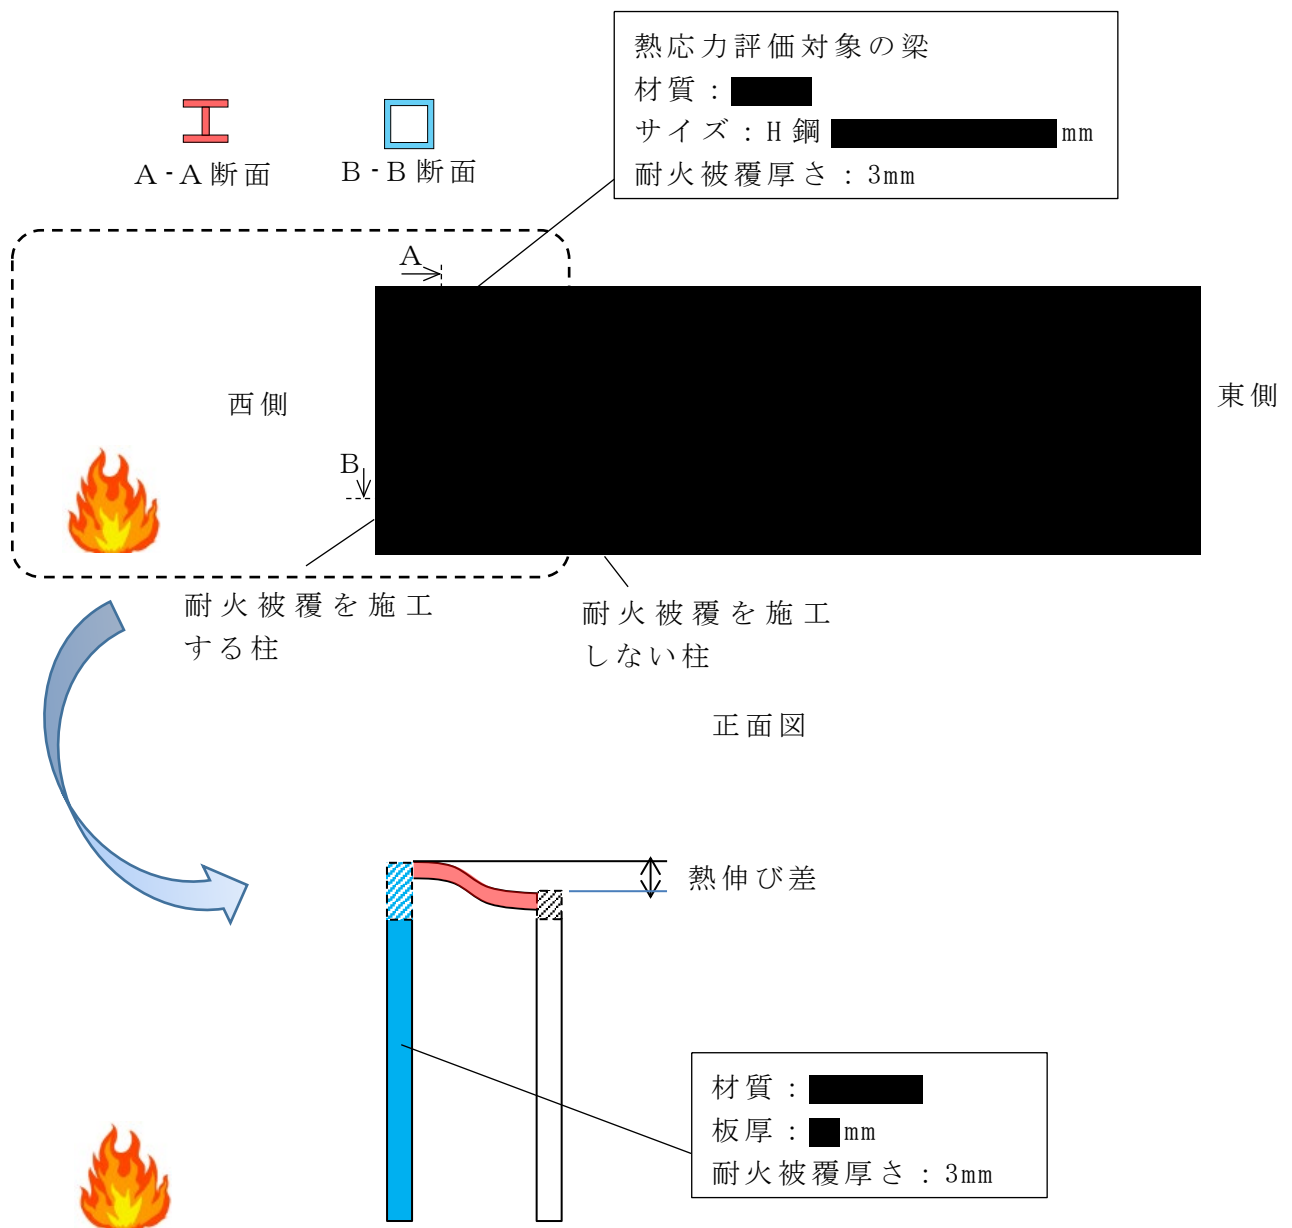 熱応力評価対象の梁
材質：
サイズ：H鋼 mm
耐火被覆厚さ：3mm
A‐A断面
B‐B断面
A
西側
東側
B
耐火被覆を施工
する柱
耐火被覆を施工
しない柱
正面図
熱伸び差
材質：
板厚： mm
耐火被覆厚さ：3mm